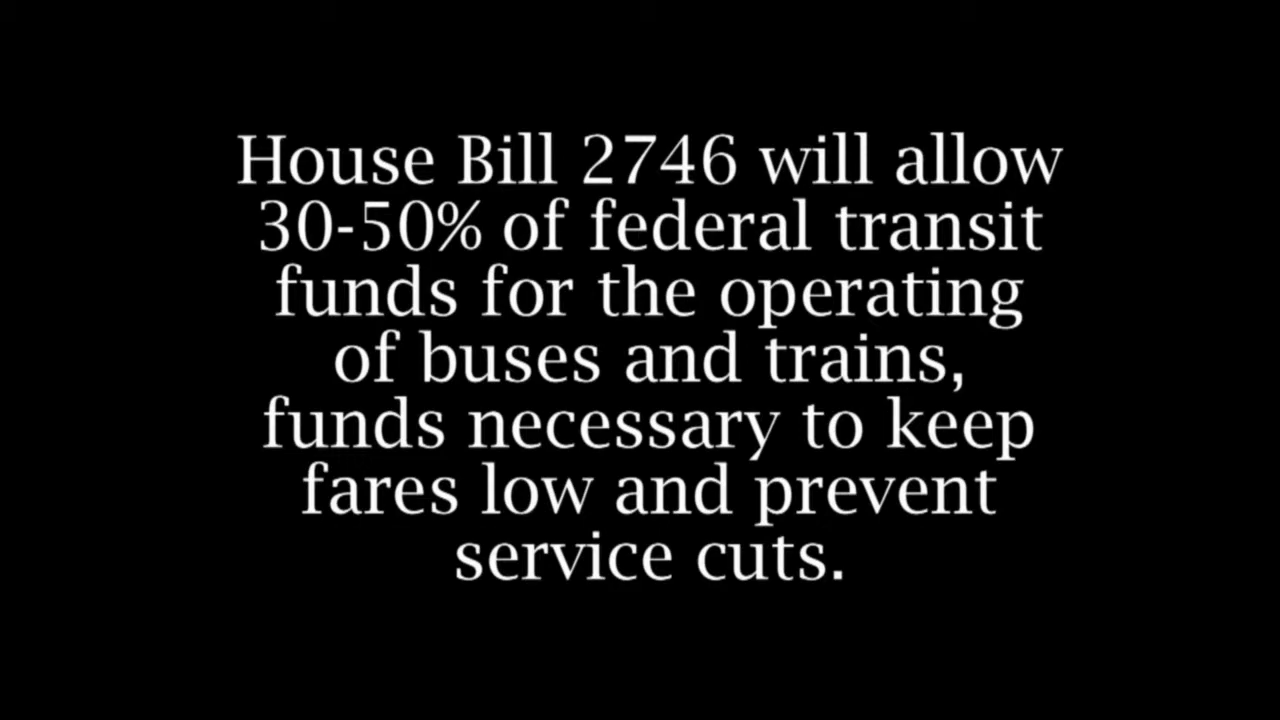 House Bill 2746 will allow
30-50% of federal transit
funds for the operating
of buses and trains,
funds necessary to keep
fares low and prevent
service cuts.